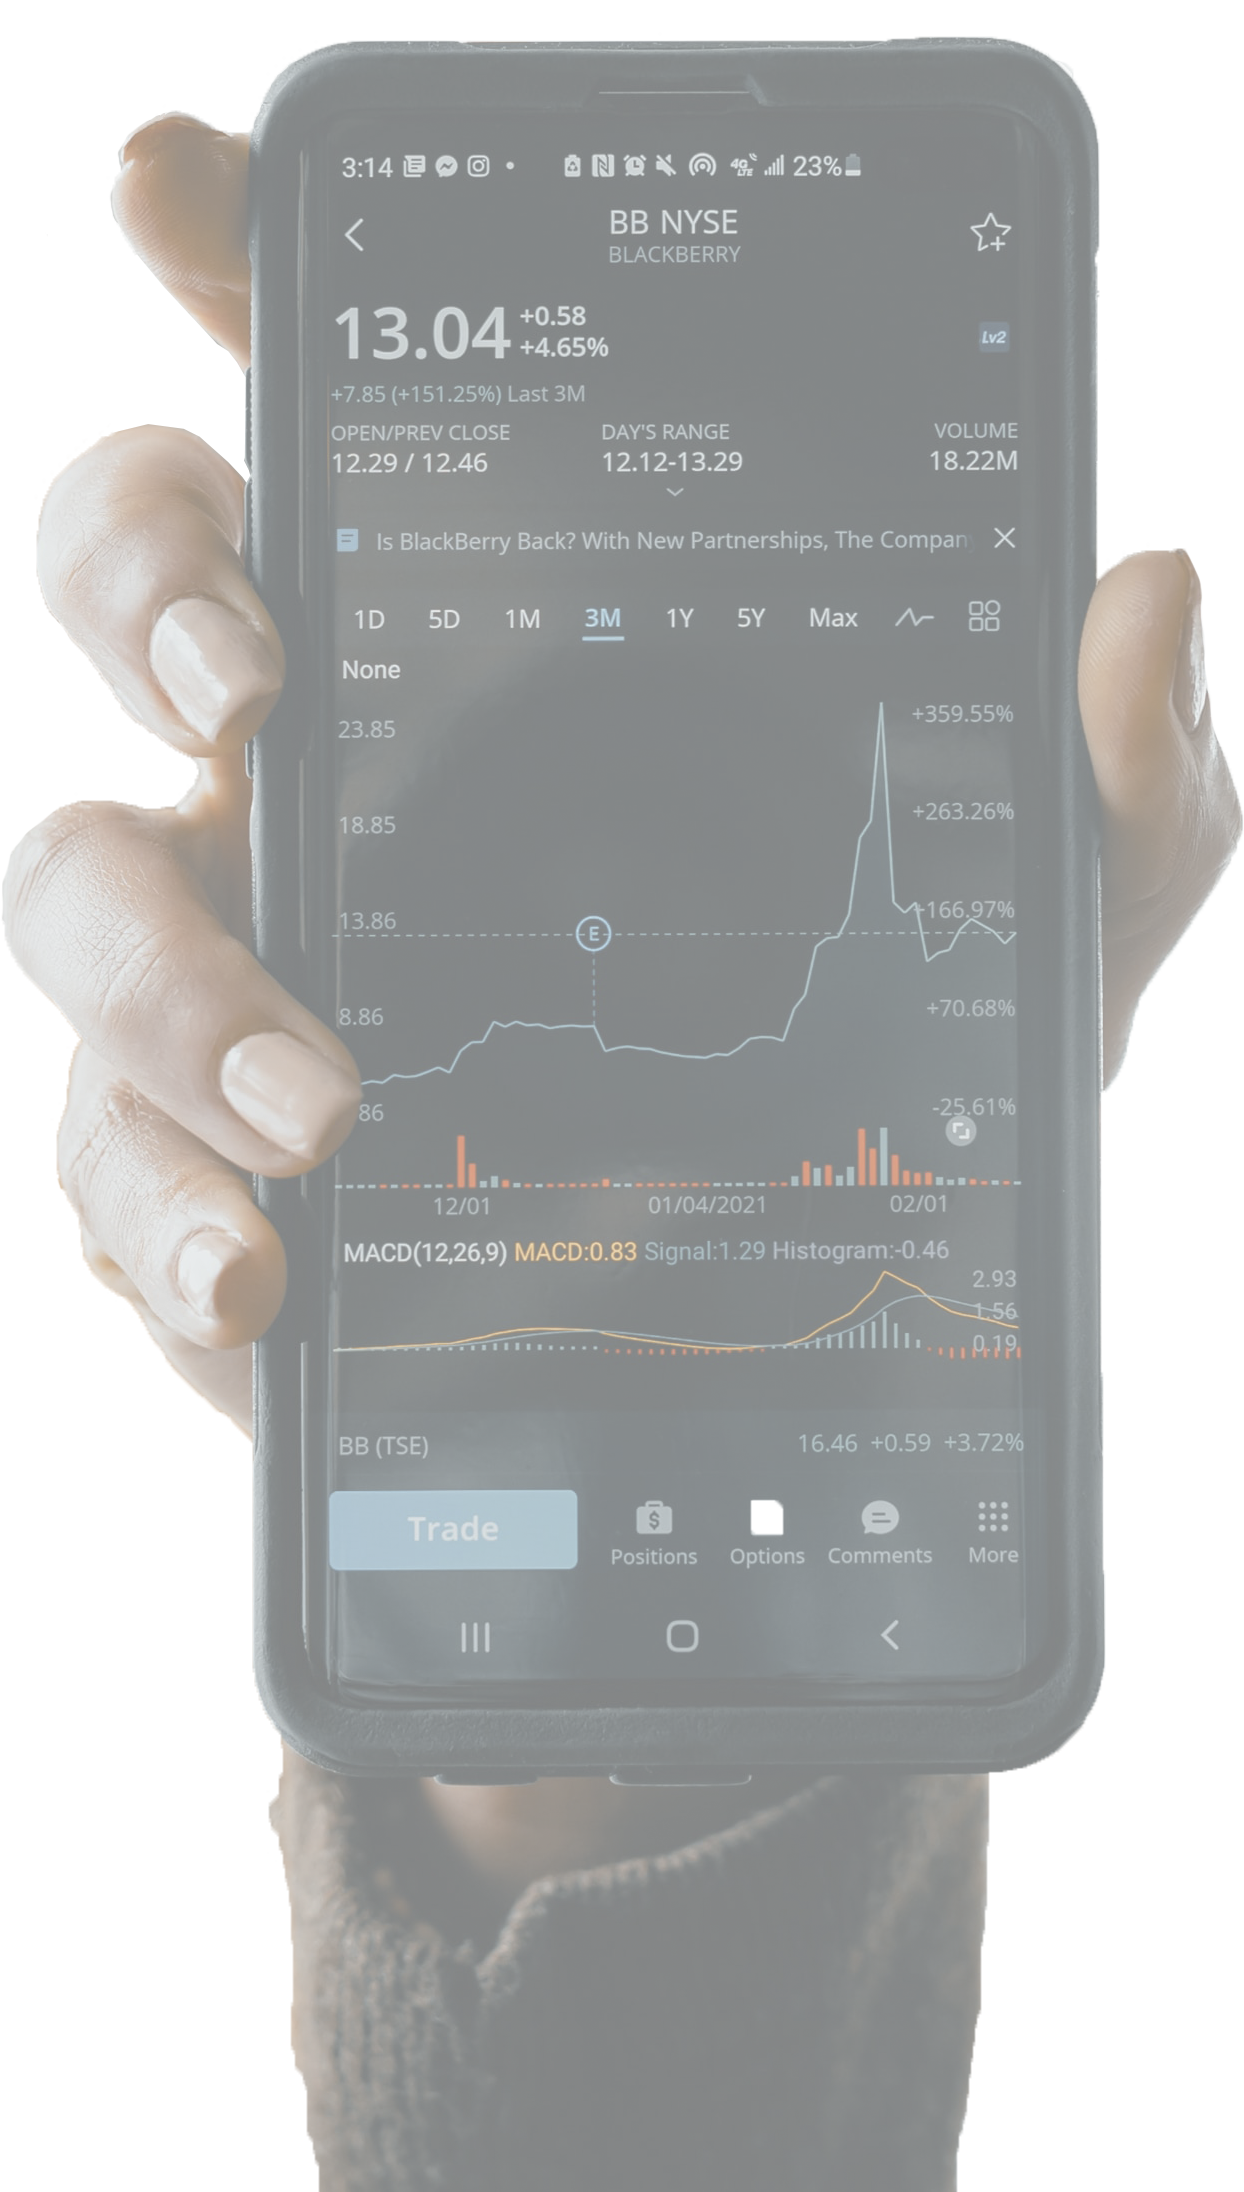 3:14 4G LTE 23%
BB NYSE
BLACKBERRY
13.04 +0.58
+4.65%
Lv2
+7.85 (+151.25%) Last 3M
OPEN/PREV CLOSE DAY'S RANGE VOLUME
12.29 / 12.46 12.12-13.29 18.22M
Is BlackBerry Back? With New Partnerships, The Company
1D 5D 1M 3M 1Y 5Y Max
None
23.85 +359.55%
18.85 +263.26%
13.86 +166.97%
E
8.86 +70.68%
86 -25.61%
12/01 01/04/2021 02/01
MACD(12,26,9) MACD:0.83 Signal:1.29 Histogram:-0.46
2.93
1.56
0.19
BB (TSE) 16.46 +0.59 +3.72%
Trade Positions Options Comments More